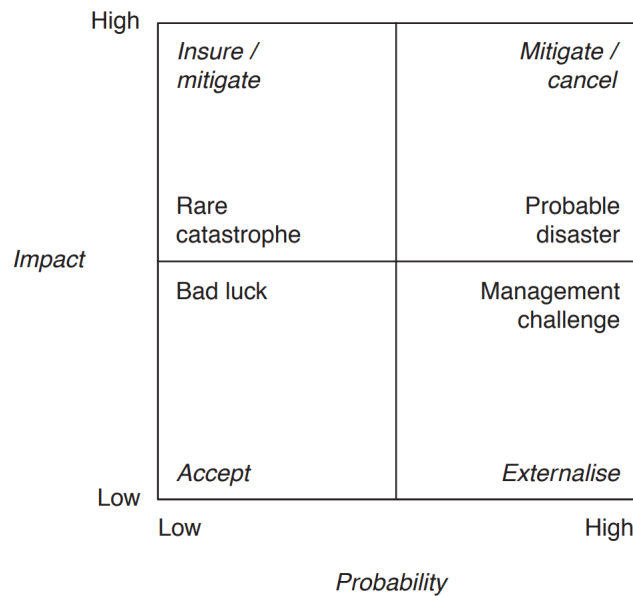 High
Insure /
mitigate
Mitigate /
cancel
Rare
catastrophe
Probable
disaster
Impact
Bad luck
Management
challenge
Accept
Externalise
Low
Low
High
Probability